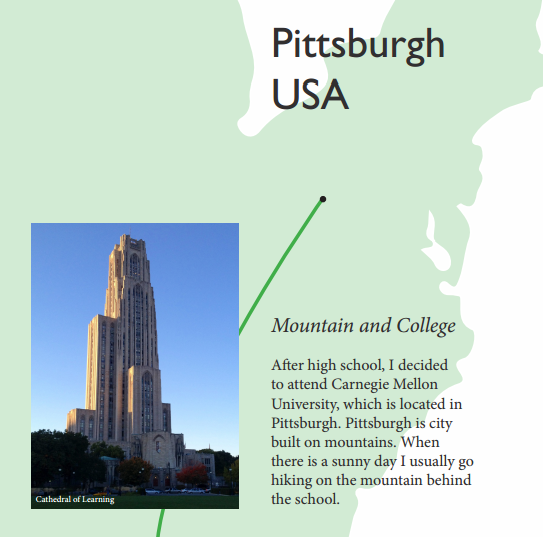 Pittsburgh
USA
Mountain and College
After high school, I decided
to attend Carnegie Mellon
University, which is located in
Pittsburgh. Pittsburgh is city
built on mountains. When
there is a sunny day I usually go
hiking on the mountain behind
the school.
Cathedral of Learning